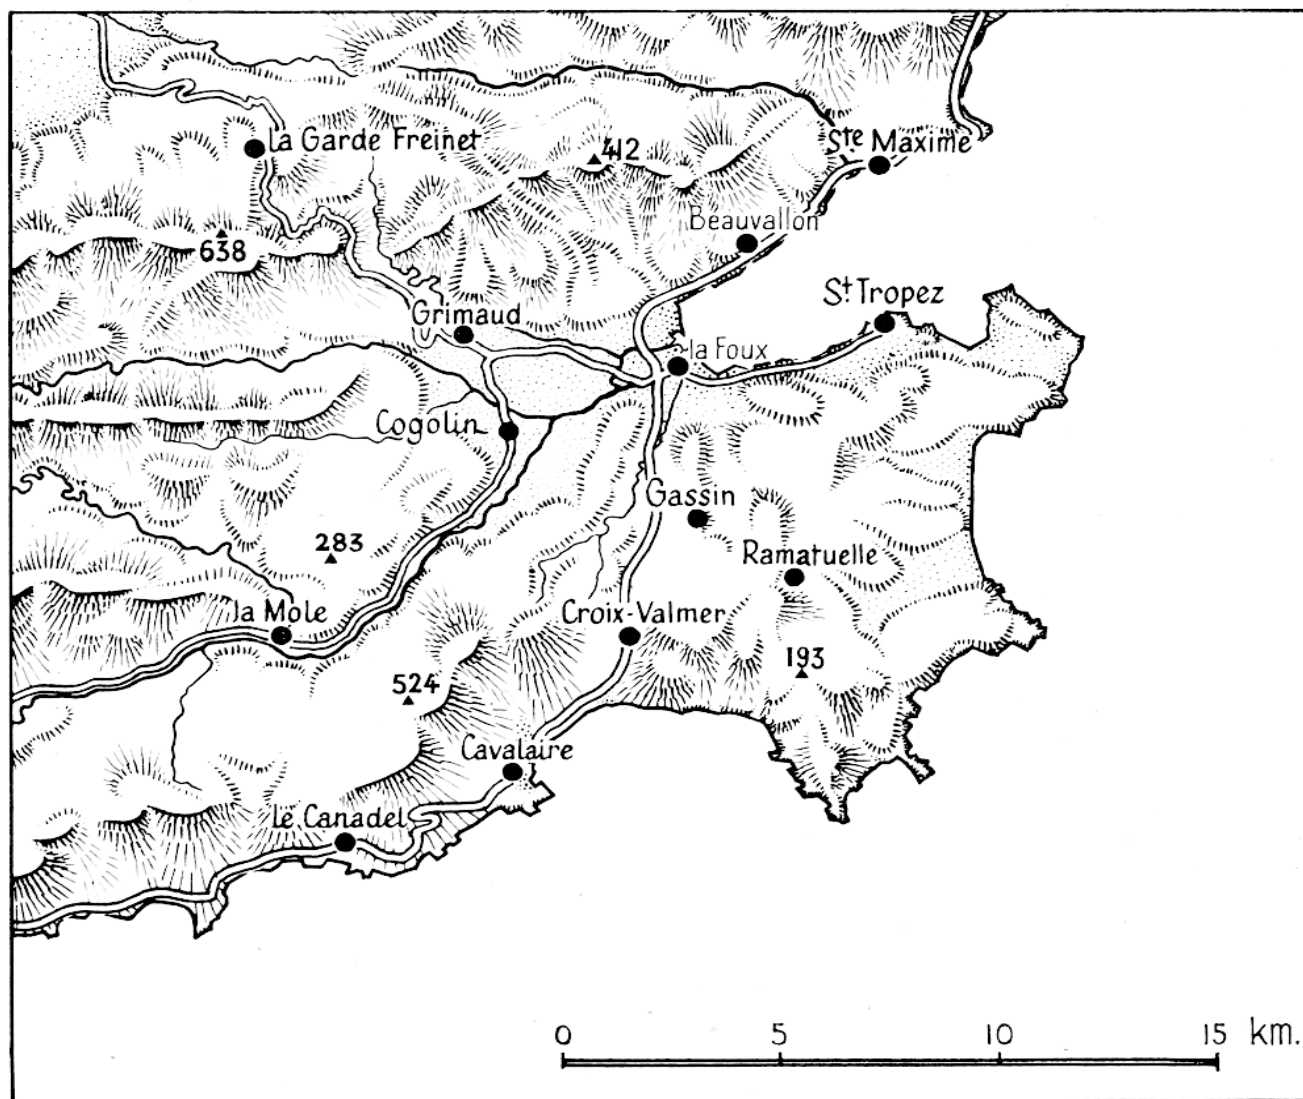 la Garde Freinet
412
Ste Maxime
638
Beauvallon
St Tropez
Grimaud
la Foux
Cogolin
Gassin
283
Ramatuelle
la Mole
Croix-Valmer
193
524
Cavalaire
le Canadel
0 5 10 15 km.